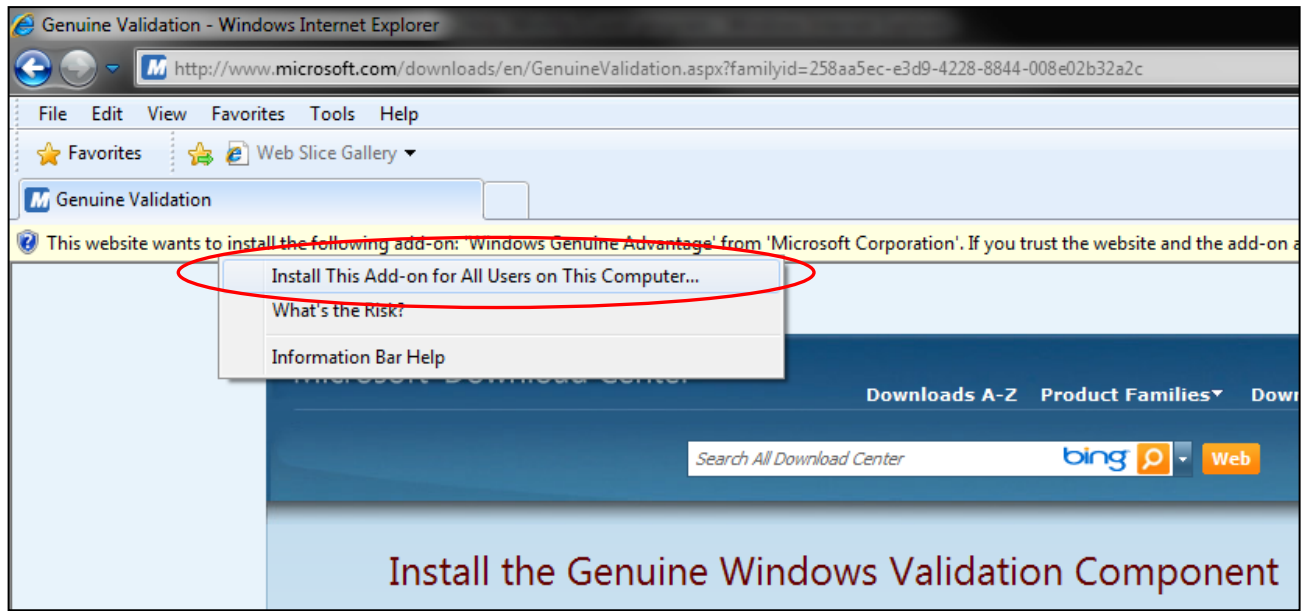 Genuine Validation - Windows Internet Explorer
http://www.microsoft.com/downloads/en/GenuineValidation.aspx?familyid=258aa5ec-e3d9-4228-8844-008e02b32a2c
File Edit View Favorites Tools Help
Favorites Web Slice Gallery
Genuine Validation
This website wants to install the following add-on: 'Windows Genuine Advantage' from 'Microsoft Corporation'. If you trust the website and the add-on a
Install This Add-on for All Users on This Computer...
What's the Risk?
Information Bar Help
Microsoft Download Center
Downloads A-Z Product Families Down
Search All Download Center bing Web
Install the Genuine Windows Validation Component